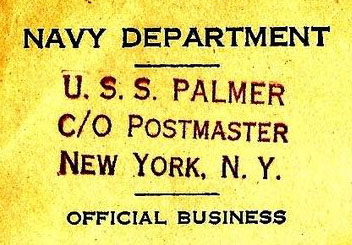 NAVY DEPARTMENT
U. S. S. PALMER
C/O POSTMASTER
NEW YORK, N. Y.
OFFICIAL BUSINESS